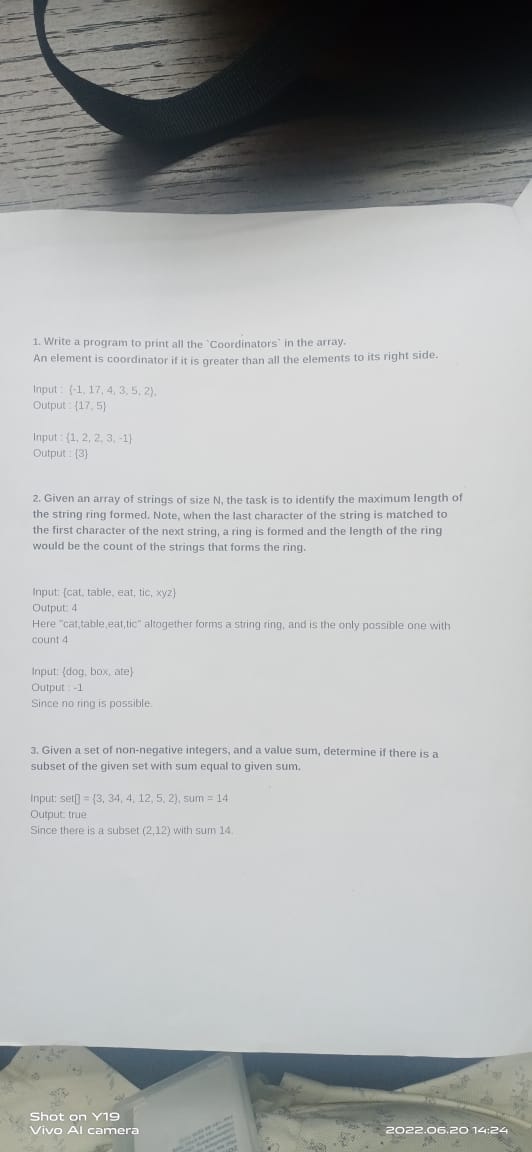 1. Write a program to print all the `Coordinators` in the array.
An element is coordinator if it is greater than all the elements to its right side.
Input : {-1, 17, 4, 3, 5, 2},
Output : {17, 5}
Input : {1, 2, 2, 3, -1}
Output : {3}
2. Given an array of strings of size N, the task is to identify the maximum length of
the string ring formed. Note, when the last character of the string is matched to
the first character of the next string, a ring is formed and the length of the ring
would be the count of the strings that forms the ring.
Input: {cat, table, eat, tic, xyz}
Output: 4
Here "cat,table,eat,tic" altogether forms a string ring, and is the only possible one with
count 4
Input: {dog, box, ate}
Output : -1
Since no ring is possible.
3. Given a set of non-negative integers, and a value sum, determine if there is a
subset of the given set with sum equal to given sum.
Input: set[] = {3, 34, 4, 12, 5, 2}, sum = 14
Output: true
Since there is a subset (2,12) with sum 14.
Shot on Y19
Vivo AI camera
2022.06.20 14:24